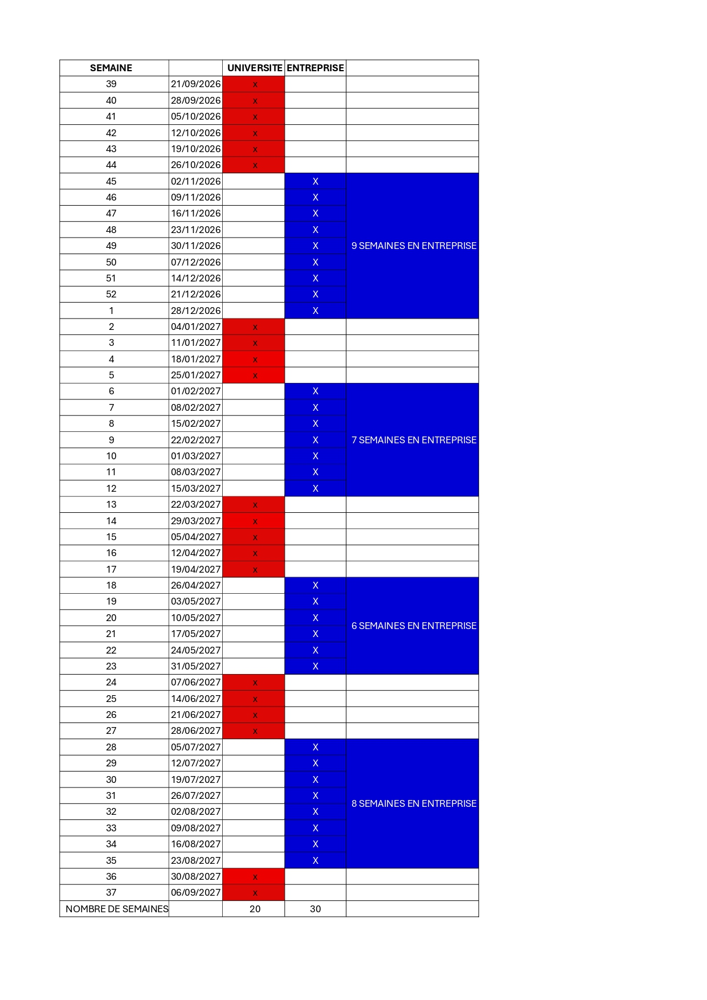 SEMAINE UNIVERSITE ENTREPRISE
39 21/09/2026 x
40 28/09/2026 x
41 05/10/2026 x
42 12/10/2026 x
43 19/10/2026 x
44 26/10/2026 x
45 02/11/2026 X
46 09/11/2026 X
47 16/11/2026 X
48 23/11/2026 X
49 30/11/2026 X 9 SEMAINES EN ENTREPRISE
50 07/12/2026 X
51 14/12/2026 X
52 21/12/2026 X
1 28/12/2026 X
2 04/01/2027 x
3 11/01/2027 x
4 18/01/2027 x
5 25/01/2027 x
6 01/02/2027 X
7 08/02/2027 X
8 15/02/2027 X
9 22/02/2027 X 7 SEMAINES EN ENTREPRISE
10 01/03/2027 X
11 08/03/2027 X
12 15/03/2027 X
13 22/03/2027 x
14 29/03/2027 x
15 05/04/2027 x
16 12/04/2027 x
17 19/04/2027 x
18 26/04/2027 X
19 03/05/2027 X
20 10/05/2027 X
6 SEMAINES EN ENTREPRISE
21 17/05/2027 X
22 24/05/2027 X
23 31/05/2027 X
24 07/06/2027 x
25 14/06/2027 x
26 21/06/2027 x
27 28/06/2027 x
28 05/07/2027 X
29 12/07/2027 X
30 19/07/2027 X
31 26/07/2027 X
8 SEMAINES EN ENTREPRISE
32 02/08/2027 X
33 09/08/2027 X
34 16/08/2027 X
35 23/08/2027 X
36 30/08/2027 x
37 06/09/2027 x
NOMBRE DE SEMAINES 20 30